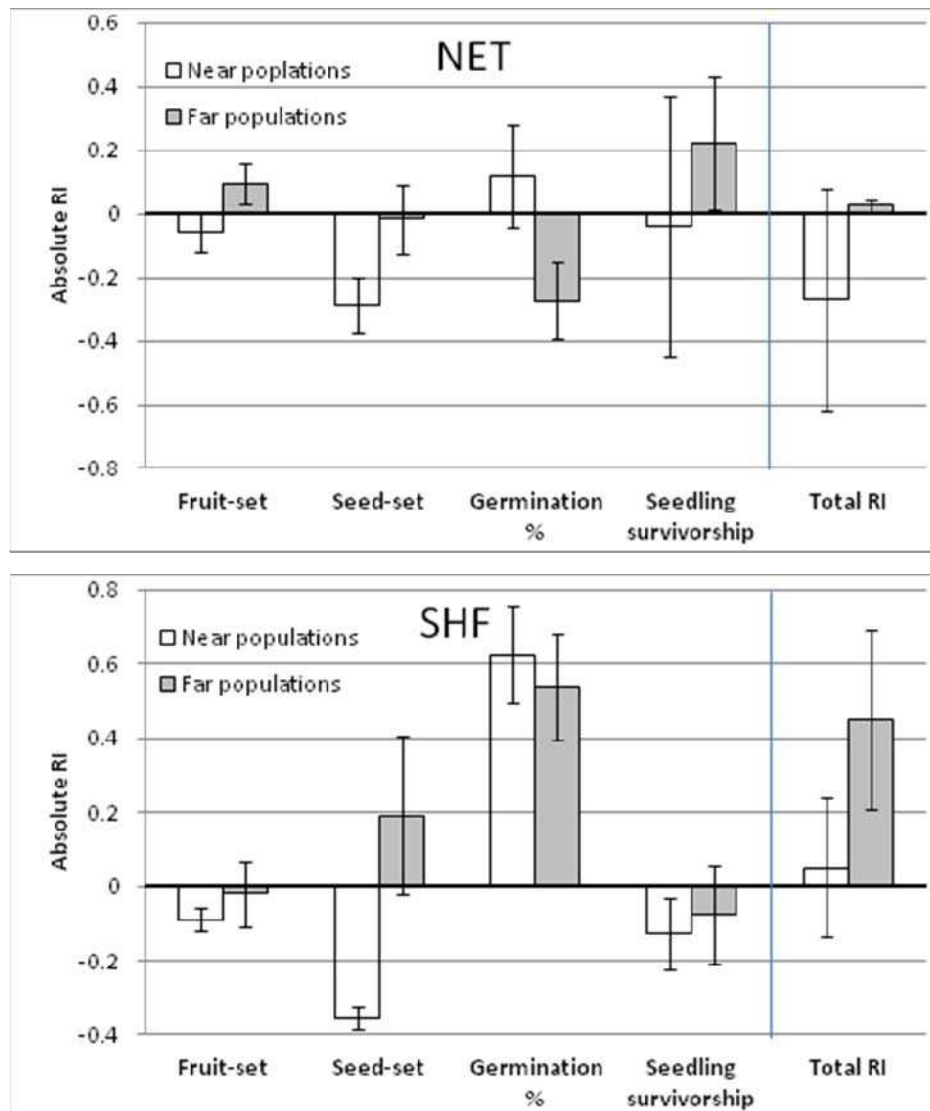 NET
Near poplations
Far populations
Absolute RI
0.6
0.4
0.2
0
-0.2
-0.4
-0.6
-0.8
Fruit-set
Seed-set
Germination
%
Seedling
survivorship
Total RI
SHF
Near populations
Far populations
Absolute RI
0.8
0.6
0.4
0.2
0
-0.2
-0.4
Fruit-set
Seed-set
Germination
%
Seedling
survivorship
Total RI